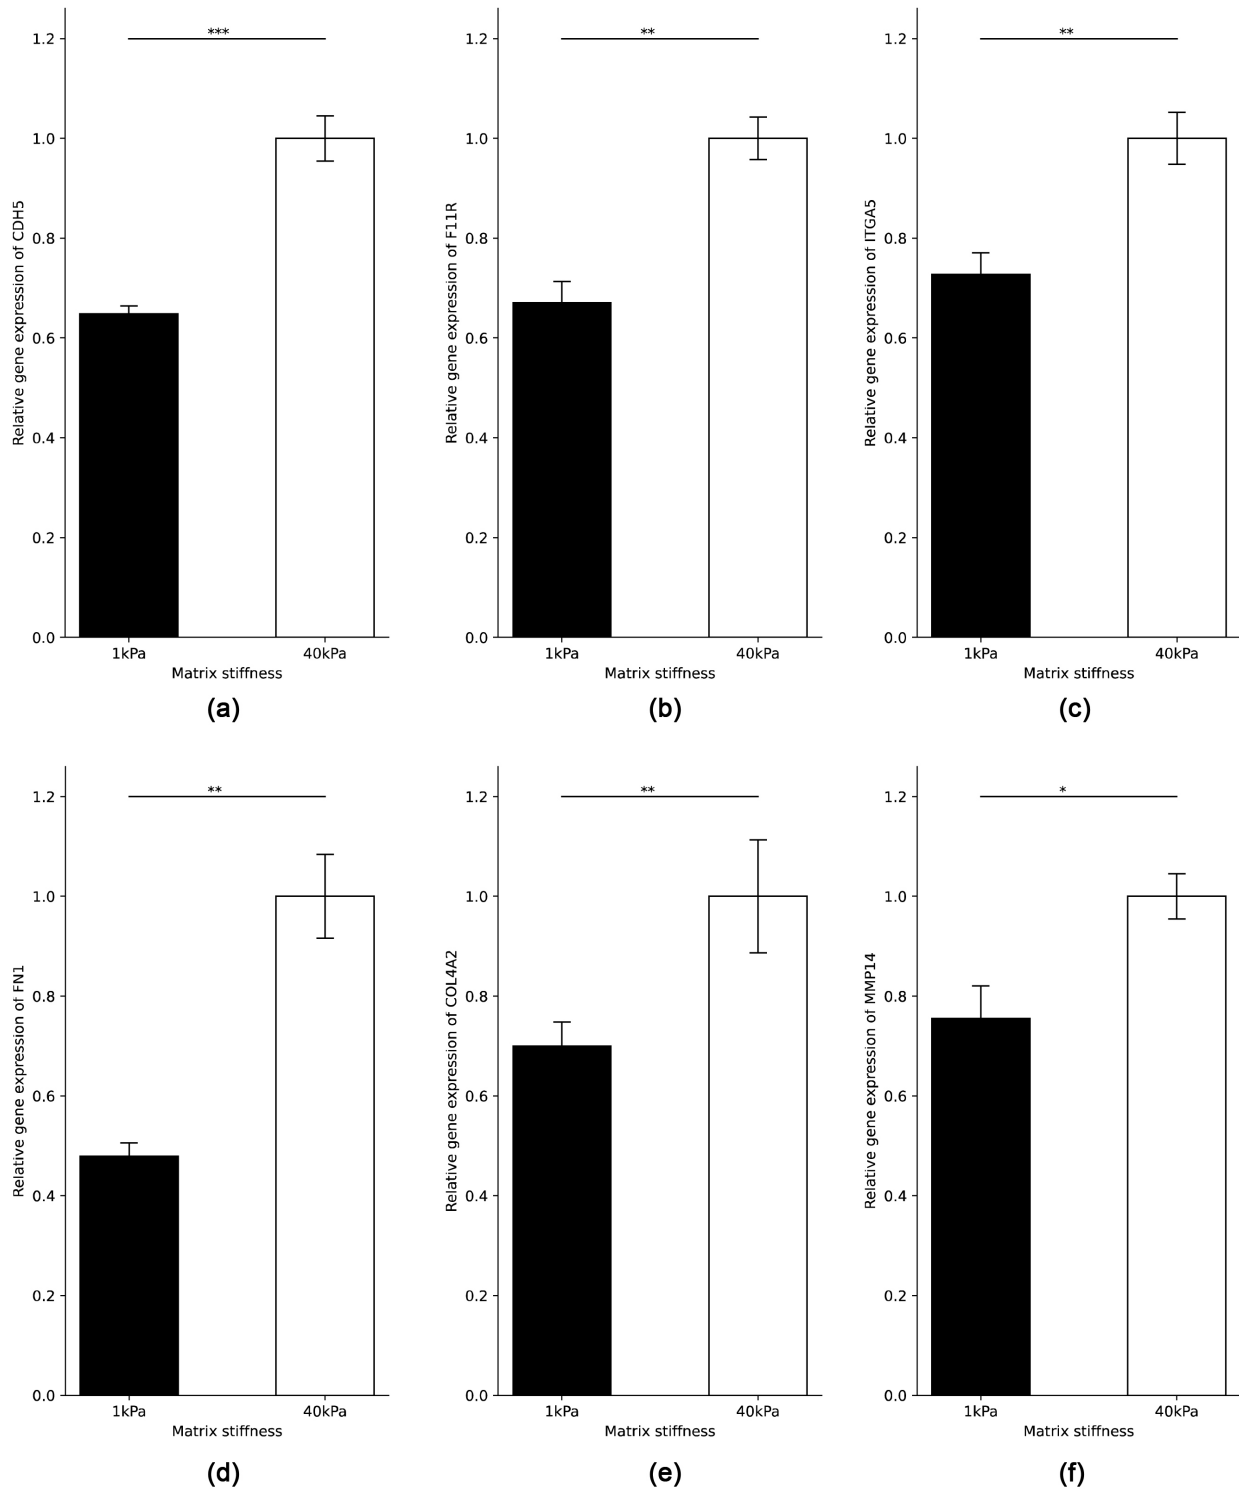 Relative gene expression of CDH5
1.2
1.0
0.8
0.6
0.4
0.2
0.0
***
1kPa 40kPa
Matrix stiffness
(a)
Relative gene expression of F11R
1.2
1.0
0.8
0.6
0.4
0.2
0.0
**
1kPa 40kPa
Matrix stiffness
(b)
Relative gene expression of ITGA5
1.2
1.0
0.8
0.6
0.4
0.2
0.0
**
1kPa 40kPa
Matrix stiffness
(c)
Relative gene expression of FN1
1.2
1.0
0.8
0.6
0.4
0.2
0.0
**
1kPa 40kPa
Matrix stiffness
(d)
Relative gene expression of COL4A2
1.2
1.0
0.8
0.6
0.4
0.2
0.0
**
1kPa 40kPa
Matrix stiffness
(e)
Relative gene expression of MMP14
1.2
1.0
0.8
0.6
0.4
0.2
0.0
*
1kPa 40kPa
Matrix stiffness
(f)